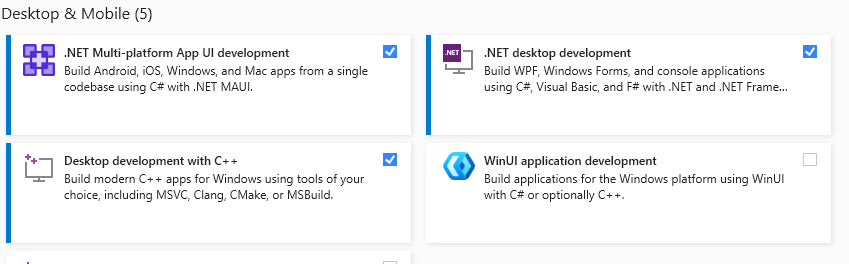 Desktop & Mobile (5)
.NET Multi-platform App UI development
Build Android, iOS, Windows, and Mac apps from a single
codebase using C# with .NET MAUI.
.NET
.NET desktop development
Build WPF, Windows Forms, and console applications
using C#, Visual Basic, and F# with .NET and .NET Frame...
Desktop development with C++
Build modern C++ apps for Windows using tools of your
choice, including MSVC, Clang, CMake, or MSBuild.
WinUI application development
Build applications for the Windows platform using WinUI
with C# or optionally C++.